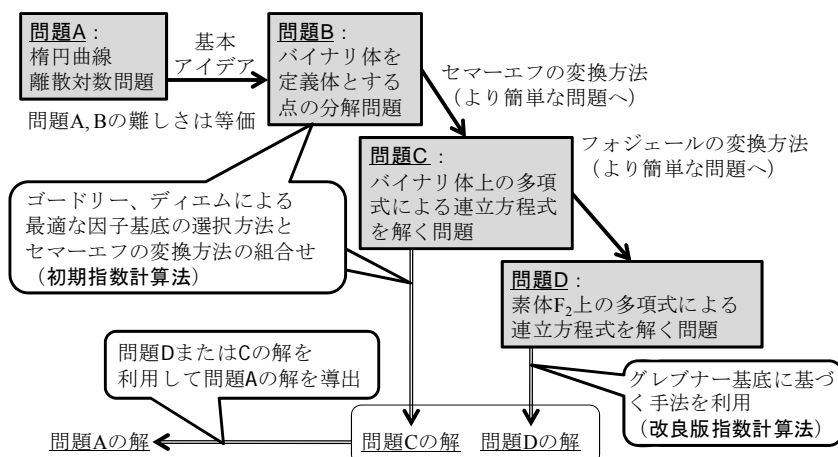 問題A：
楕円曲線
離散対数問題
基本
アイデア
問題B：
バイナリ体を
定義体とする
点の分解問題
セマーエフの変換方法
（より簡単な問題へ）
問題A, Bの難しさは等価
問題C：
バイナリ体上の多項
式による連立方程式
を解く問題
フォジェールの変換方法
（より簡単な問題へ）
ゴードリー、ディエムによる
最適な因子基底の選択方法と
セマーエフの変換方法の組合せ
（初期指数計算法）
問題D：
素体F₂上の多項式による
連立方程式を解く問題
問題DまたはCの解を
利用して問題Aの解を導出
グレブナー基底に基づ
く手法を利用
（改良版指数計算法）
問題Aの解
問題Cの解
問題Dの解